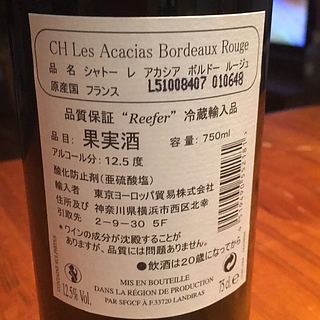 CH Les Acacias Bordeaux Rouge
品 名 シャトー レ アカシア ボルドー ルージュ
原産国 フランス L51008407 010648
品質保証 "Reefer" 冷蔵輸入品
品目: 果実酒 容量: 750ml
アルコール分: 12.5 度
酸化防止剤(亜硫酸塩)
輸入者 東京ヨーロッパ貿易株式会社
住所及び 神奈川県横浜市西区北幸
引取先 2-9-30 5F
*ワインの成分が沈殿することが
ありますが、品質には問題ありません。
●飲酒は20歳になってから
MIS EN BOUTEILLE
DANS LA RÉGION DE PRODUCTION
PAR SFGCF À F.33720 LANDIRAS
12.5% Vol.
75 cl e